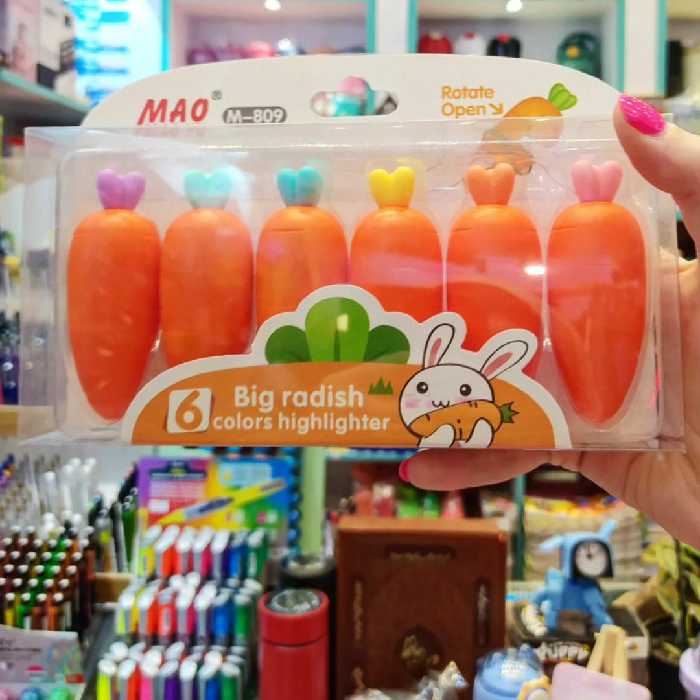 MAO®
M-809
Rotate
Open
6
Big radish
colors highlighter